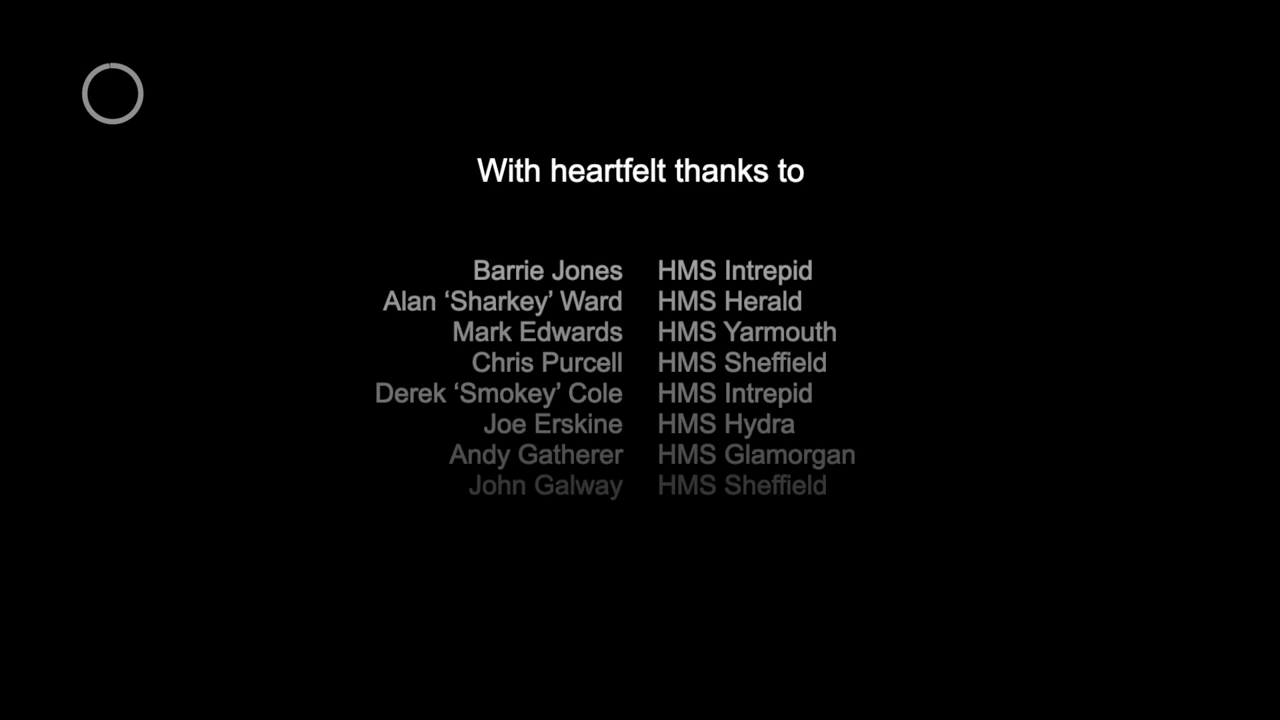 With heartfelt thanks to
Barrie Jones HMS Intrepid
Alan ‘Sharkey’ Ward HMS Herald
Mark Edwards HMS Yarmouth
Chris Purcell HMS Sheffield
Derek ‘Smokey’ Cole HMS Intrepid
Joe Erskine HMS Hydra
Andy Gatherer HMS Glamorgan
John Galway HMS Sheffield